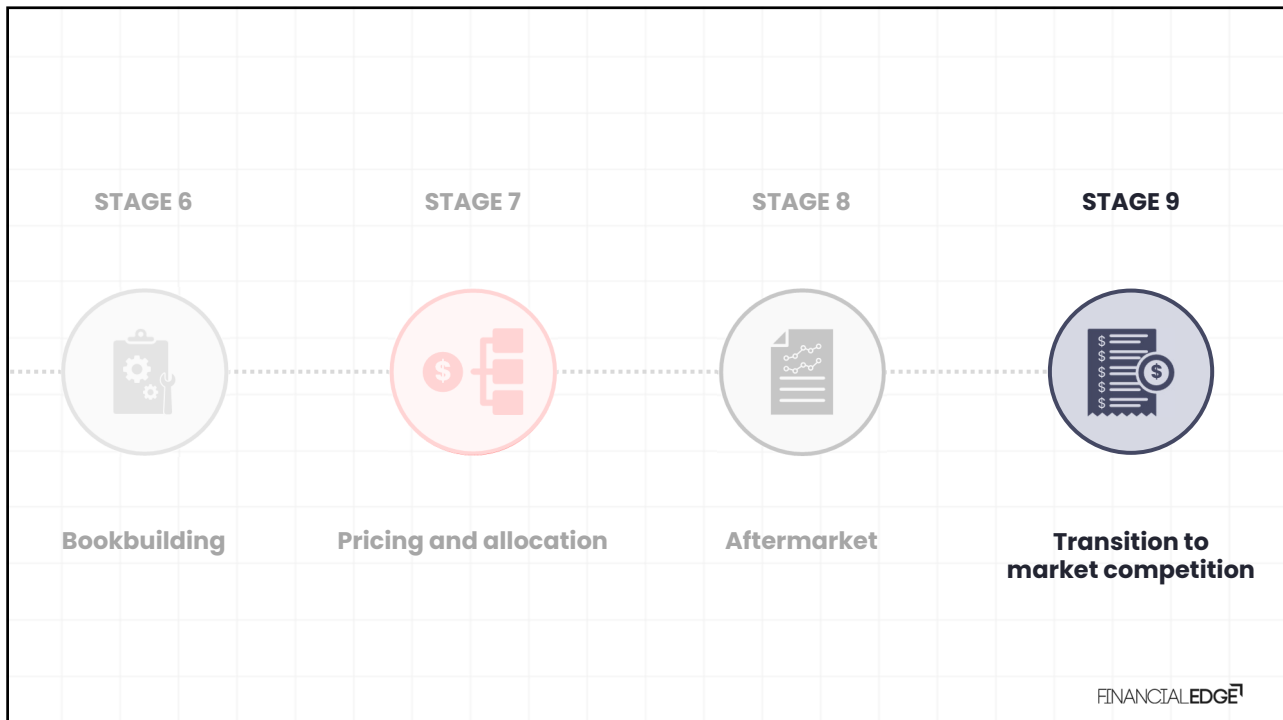 STAGE 6
STAGE 7
STAGE 8
STAGE 9
$
$
$
$
$
$
$
Bookbuilding
Pricing and allocation
Aftermarket
Transition to
market competition
FINANCIALEDGE